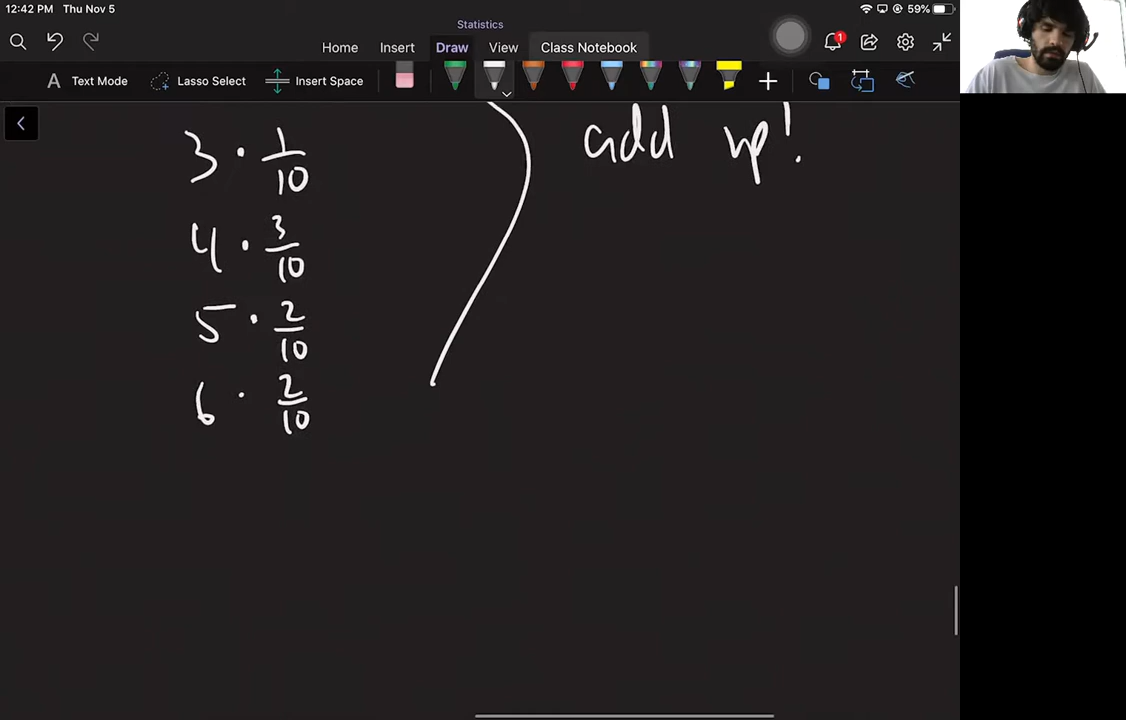 12:42 PM Thu Nov 5
59%
Statistics
Home Insert Draw View Class Notebook
1
Text Mode Lasso Select Insert Space
3 · 1/10
add up!
4 · 3/10
5 · 2/10
6 · 2/10